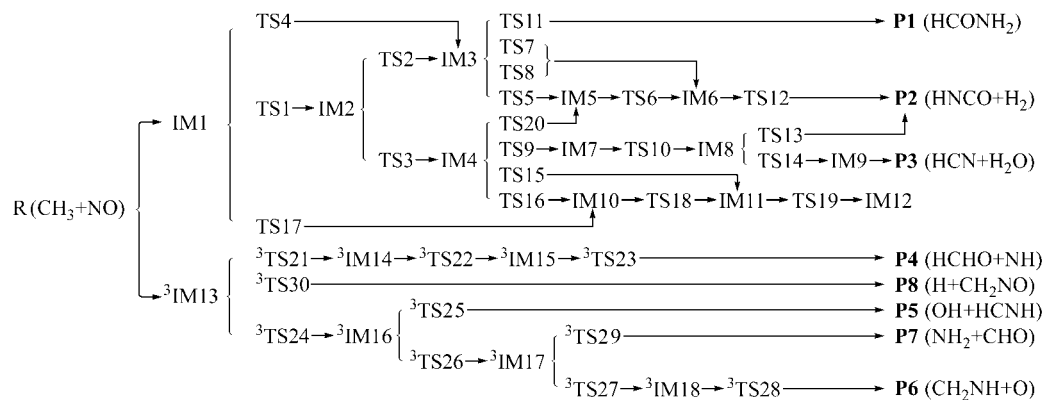 TS4 TS11 P1 (HCONH₂)
TS7
TS2 IM3
TS8
TS5 IM5 TS6 IM6 TS12 P2 (HNCO+H₂)
TS1 IM2
IM1
TS20 TS13
TS9 IM7 TS10 IM8
TS3 IM4
TS14 IM9 P3 (HCN+H₂O)
TS15
TS16 IM10 TS18 IM11 TS19 IM12
R(CH₃+NO)
TS17
³TS21 ³IM14 ³TS22 ³IM15 ³TS23 P4 (HCHO+NH)
³TS30 P8 (H+CH₂NO)
³IM13
³TS25 P5 (OH+HCNH)
³TS24 ³IM16
³TS29 P7 (NH₂+CHO)
³TS26 ³IM17
³TS27 ³IM18 ³TS28 P6 (CH₂NH+O)